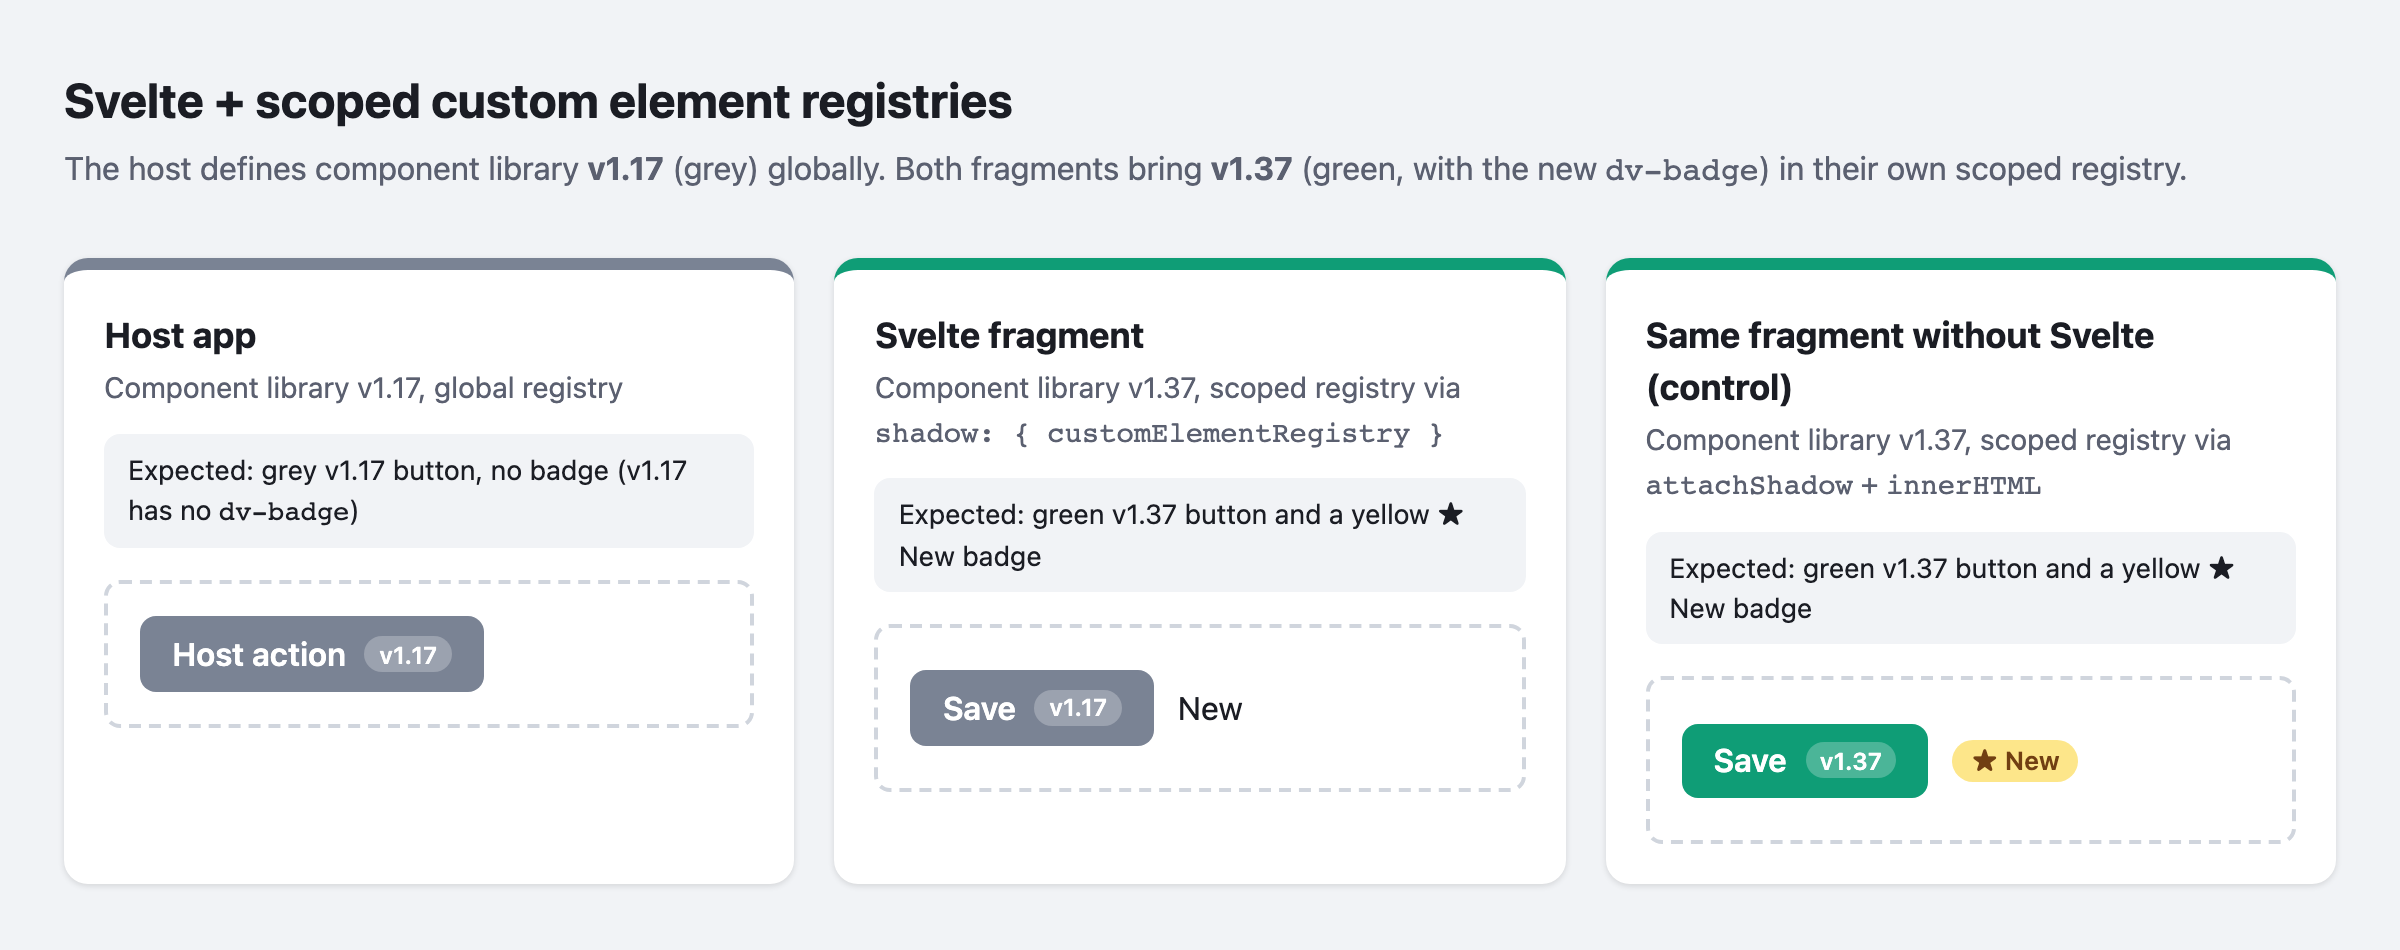 Svelte + scoped custom element registries
The host defines component library v1.17 (grey) globally. Both fragments bring v1.37 (green, with the new dv-badge) in their own scoped registry.
Host app
Component library v1.17, global registry
Expected: grey v1.17 button, no badge (v1.17
has no dv-badge)
Host action v1.17
Svelte fragment
Component library v1.37, scoped registry via
shadow: { customElementRegistry }
Expected: green v1.37 button and a yellow ★
New badge
Save v1.17 New
Same fragment without Svelte
(control)
Component library v1.37, scoped registry via
attachShadow + innerHTML
Expected: green v1.37 button and a yellow ★
New badge
Save v1.37 ★ New